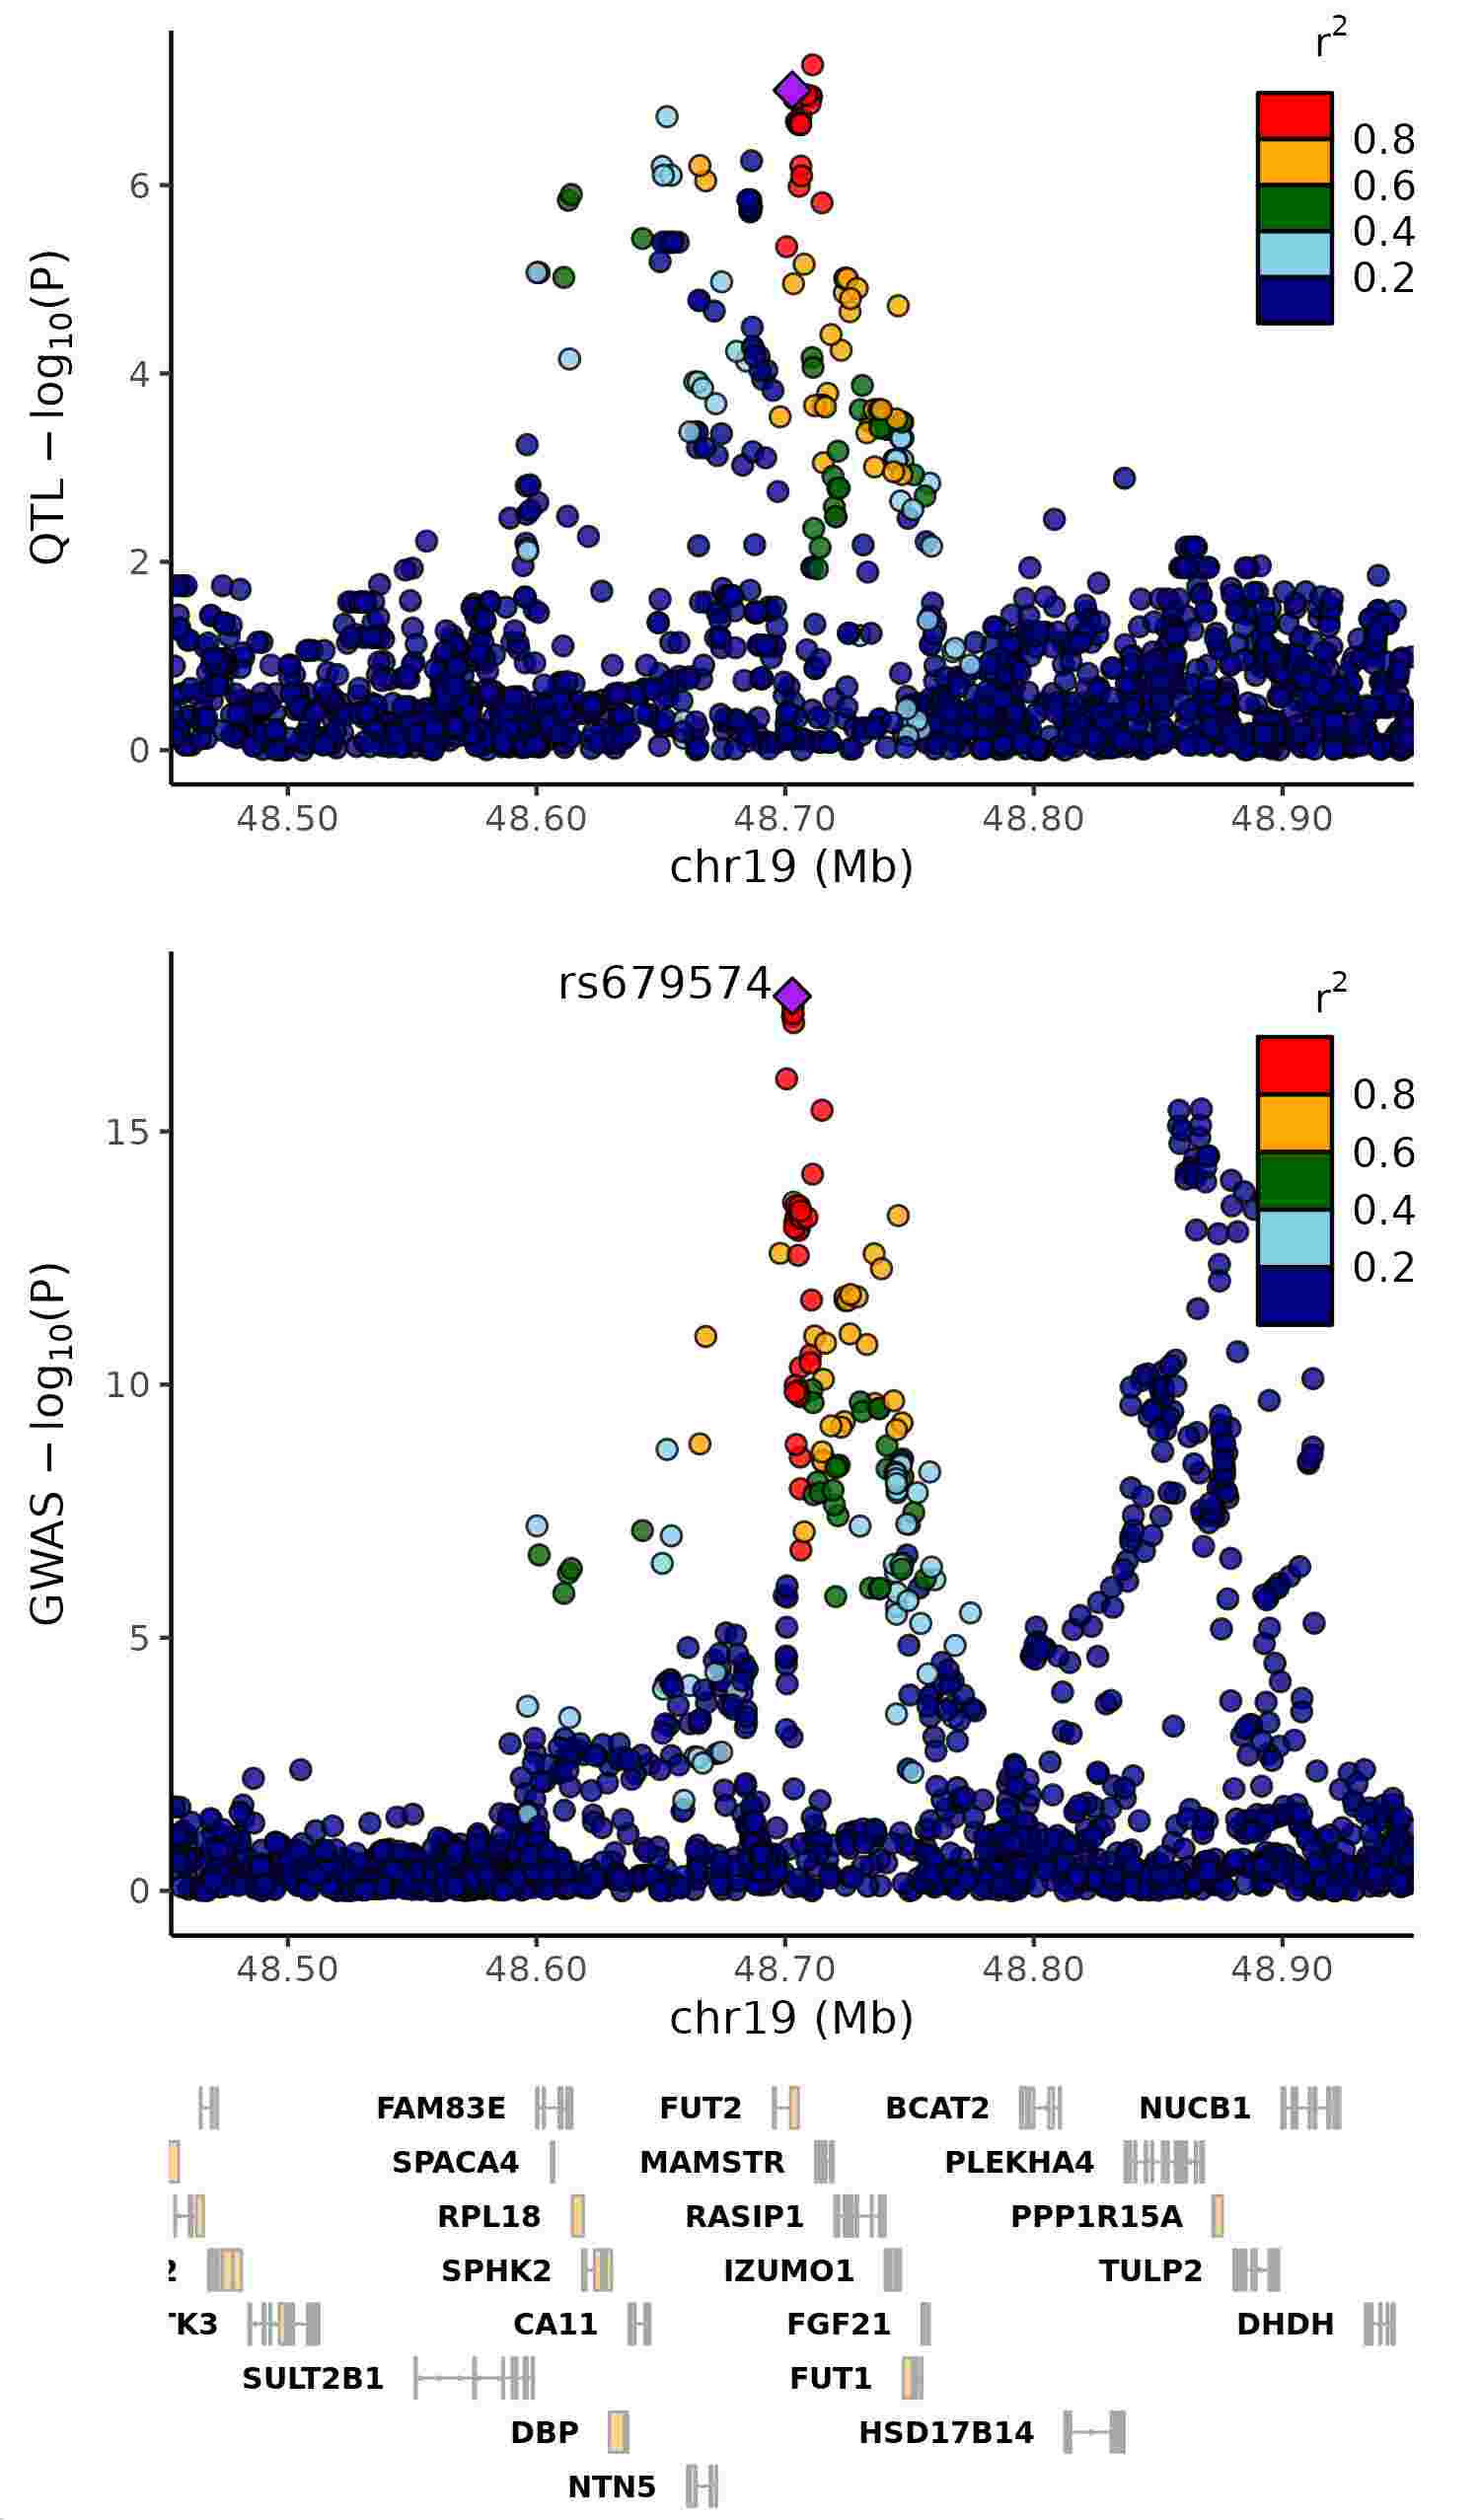 r²
0.8
0.6
0.4
0.2
QTL − log₁₀(P)
6
4
2
0
48.50 48.60 48.70 48.80 48.90
chr19 (Mb)
rs679574
r²
0.8
0.6
0.4
0.2
GWAS − log₁₀(P)
15
10
5
0
48.50 48.60 48.70 48.80 48.90
chr19 (Mb)
FAM83E FUT2 BCAT2 NUCB1
SPACA4 MAMSTR PLEKHA4
RPL18 RASIP1 PPP1R15A
2 SPHK2 IZUMO1 TULP2
TK3 CA11 FGF21 DHDH
SULT2B1 FUT1
DBP HSD17B14
NTN5